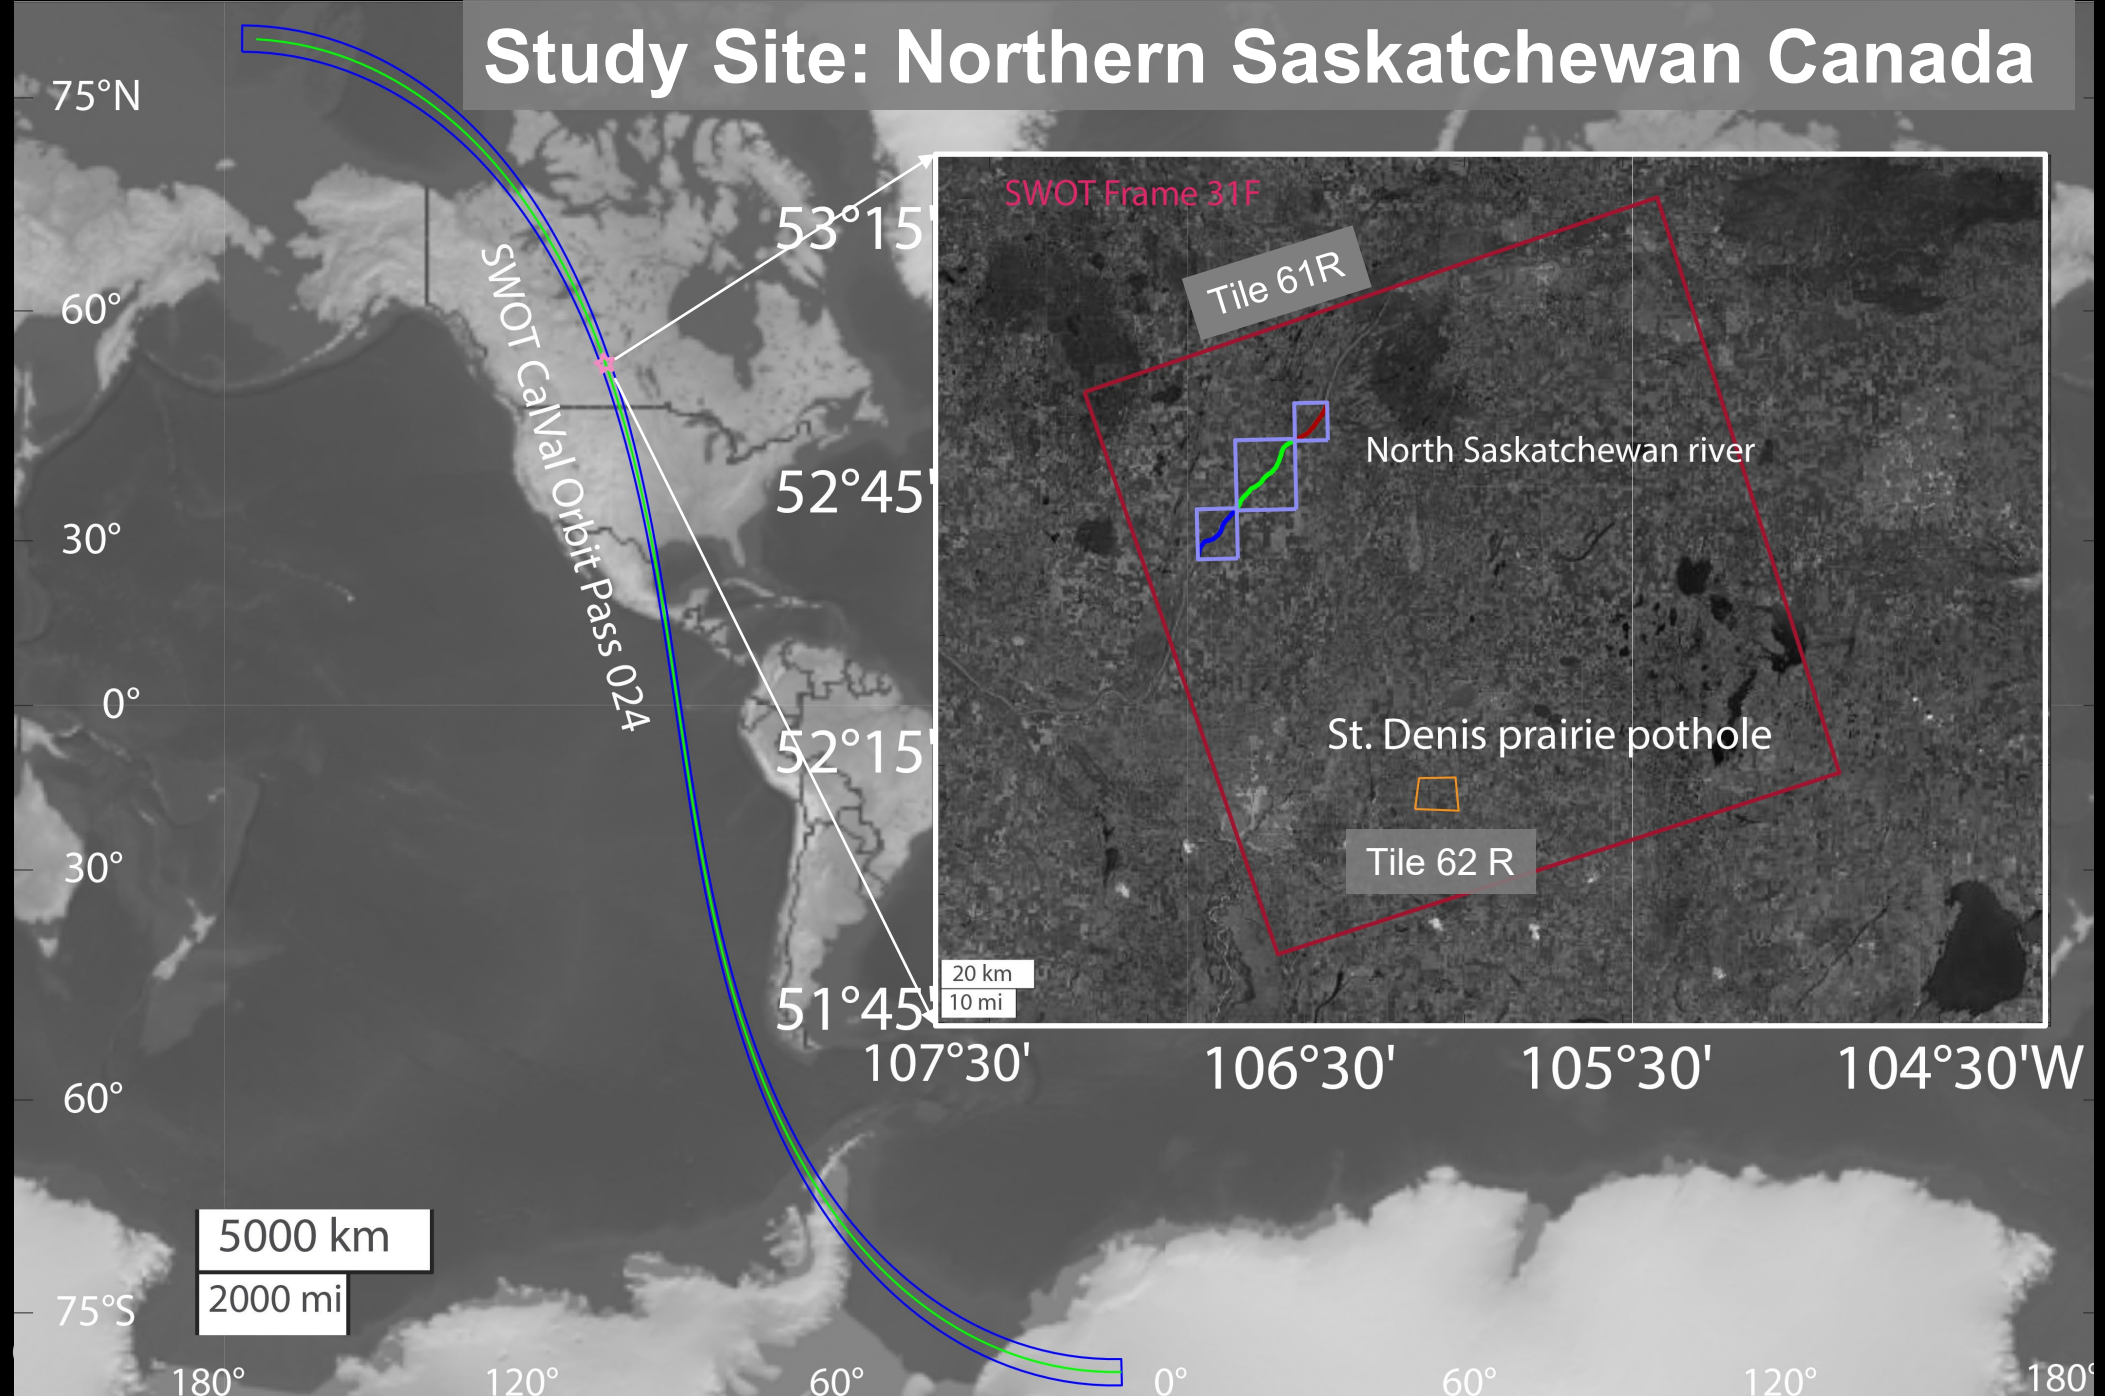 Study Site: Northern Saskatchewan Canada
75°N
60°
30°
0°
30°
60°
75°S
SWOT CalVal Orbit Pass 024
53°15'
52°45'
52°15'
51°45'
SWOT Frame 31F
Tile 61R
North Saskatchewan river
St. Denis prairie pothole
Tile 62 R
20 km
10 mi
107°30'
106°30'
105°30'
104°30'W
5000 km
2000 mi
180°
120°
60°
0°
60°
120°
180°